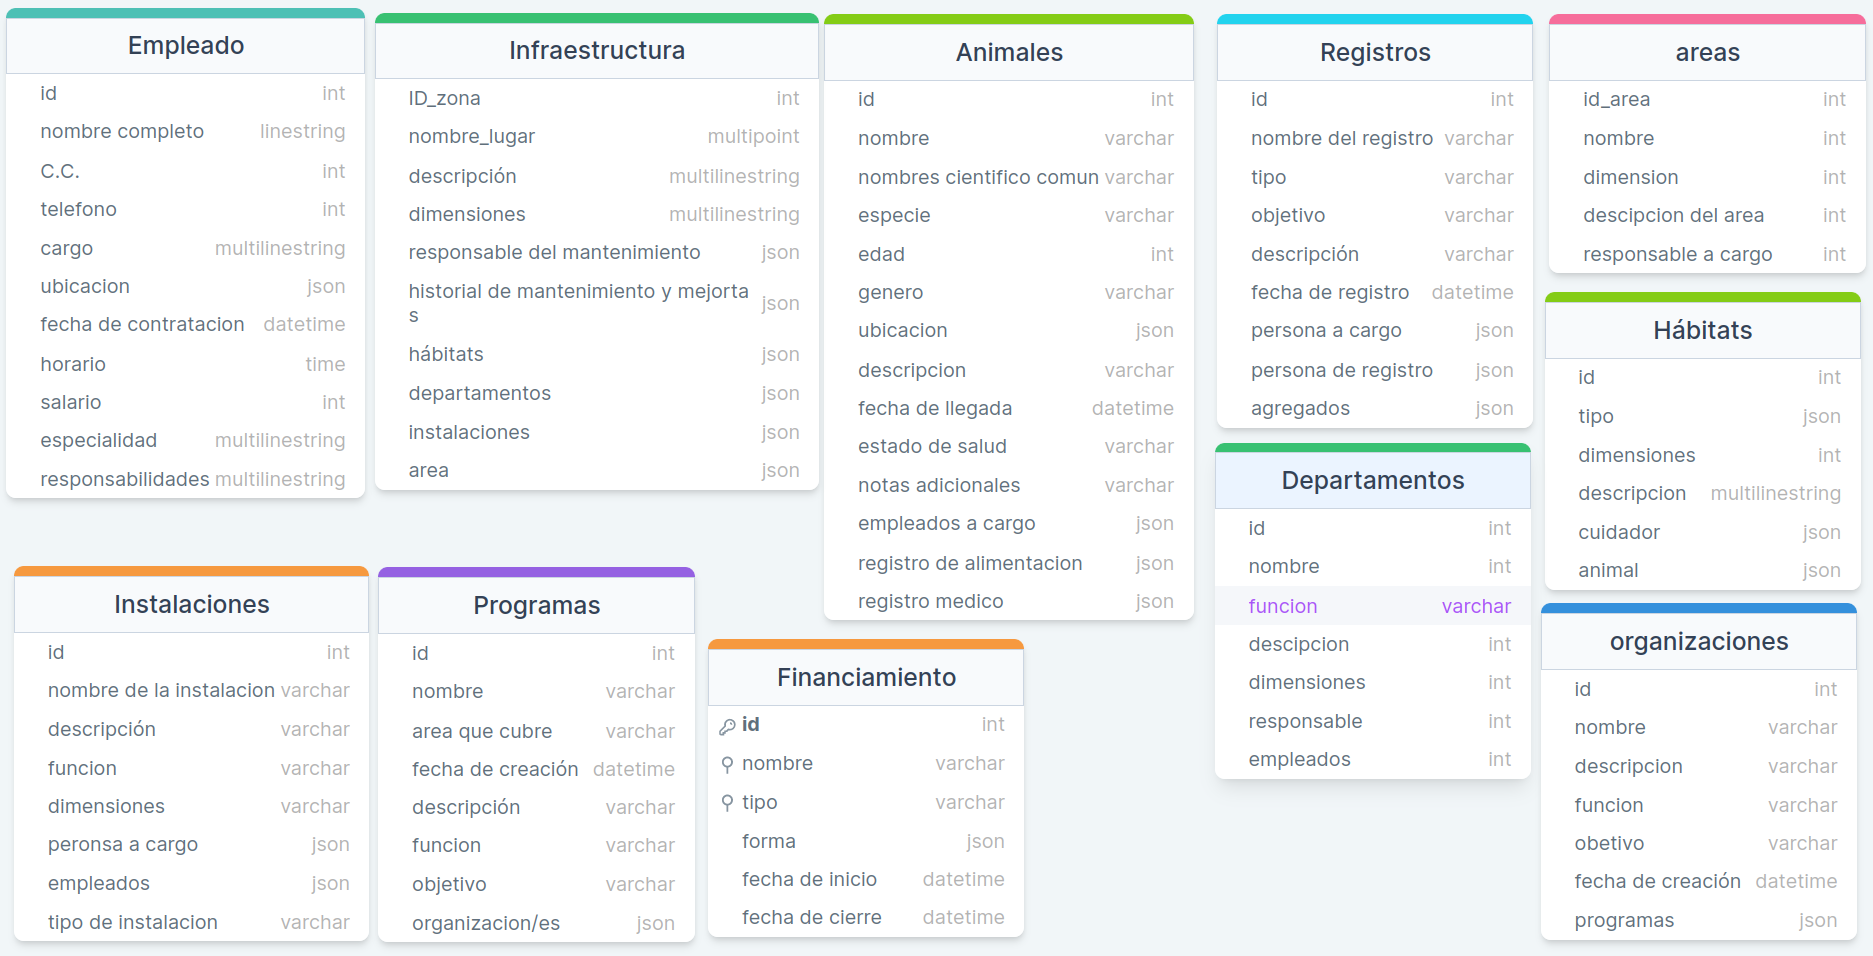 Empleado
id int
nombre completo linestring
C.C. int
telefono int
cargo multilinestring
ubicacion json
fecha de contratacion datetime
horario time
salario int
especialidad multilinestring
responsabilidades multilinestring
Infraestructura
ID_zona int
nombre_lugar multipoint
descripción multilinestring
dimensiones multilinestring
responsable del mantenimiento json
historial de mantenimiento y mejorta
s json
hábitats json
departamentos json
instalaciones json
area json
Animales
id int
nombre varchar
nombres cientifico comun varchar
especie varchar
edad int
genero varchar
ubicacion json
descripcion varchar
fecha de llegada datetime
estado de salud varchar
notas adicionales varchar
empleados a cargo json
registro de alimentacion json
registro medico json
Registros
id int
nombre del registro varchar
tipo varchar
objetivo varchar
descripción varchar
fecha de registro datetime
persona a cargo json
persona de registro json
agregados json
areas
id_area int
nombre int
dimension int
descipcion del area int
responsable a cargo int
Hábitats
id int
tipo json
dimensiones int
descripcion multilinestring
cuidador json
animal json
Departamentos
id int
nombre int
funcion varchar
descipcion int
dimensiones int
responsable int
empleados int
Instalaciones
id int
nombre de la instalacion varchar
descripción varchar
funcion varchar
dimensiones varchar
peronsa a cargo json
empleados json
tipo de instalacion varchar
Programas
id int
nombre varchar
area que cubre varchar
fecha de creación datetime
descripción varchar
funcion varchar
objetivo varchar
organizacion/es json
Financiamiento
id int
nombre varchar
tipo varchar
forma json
fecha de inicio datetime
fecha de cierre datetime
organizaciones
id int
nombre varchar
descripcion varchar
funcion varchar
obetivo varchar
fecha de creación datetime
programas json